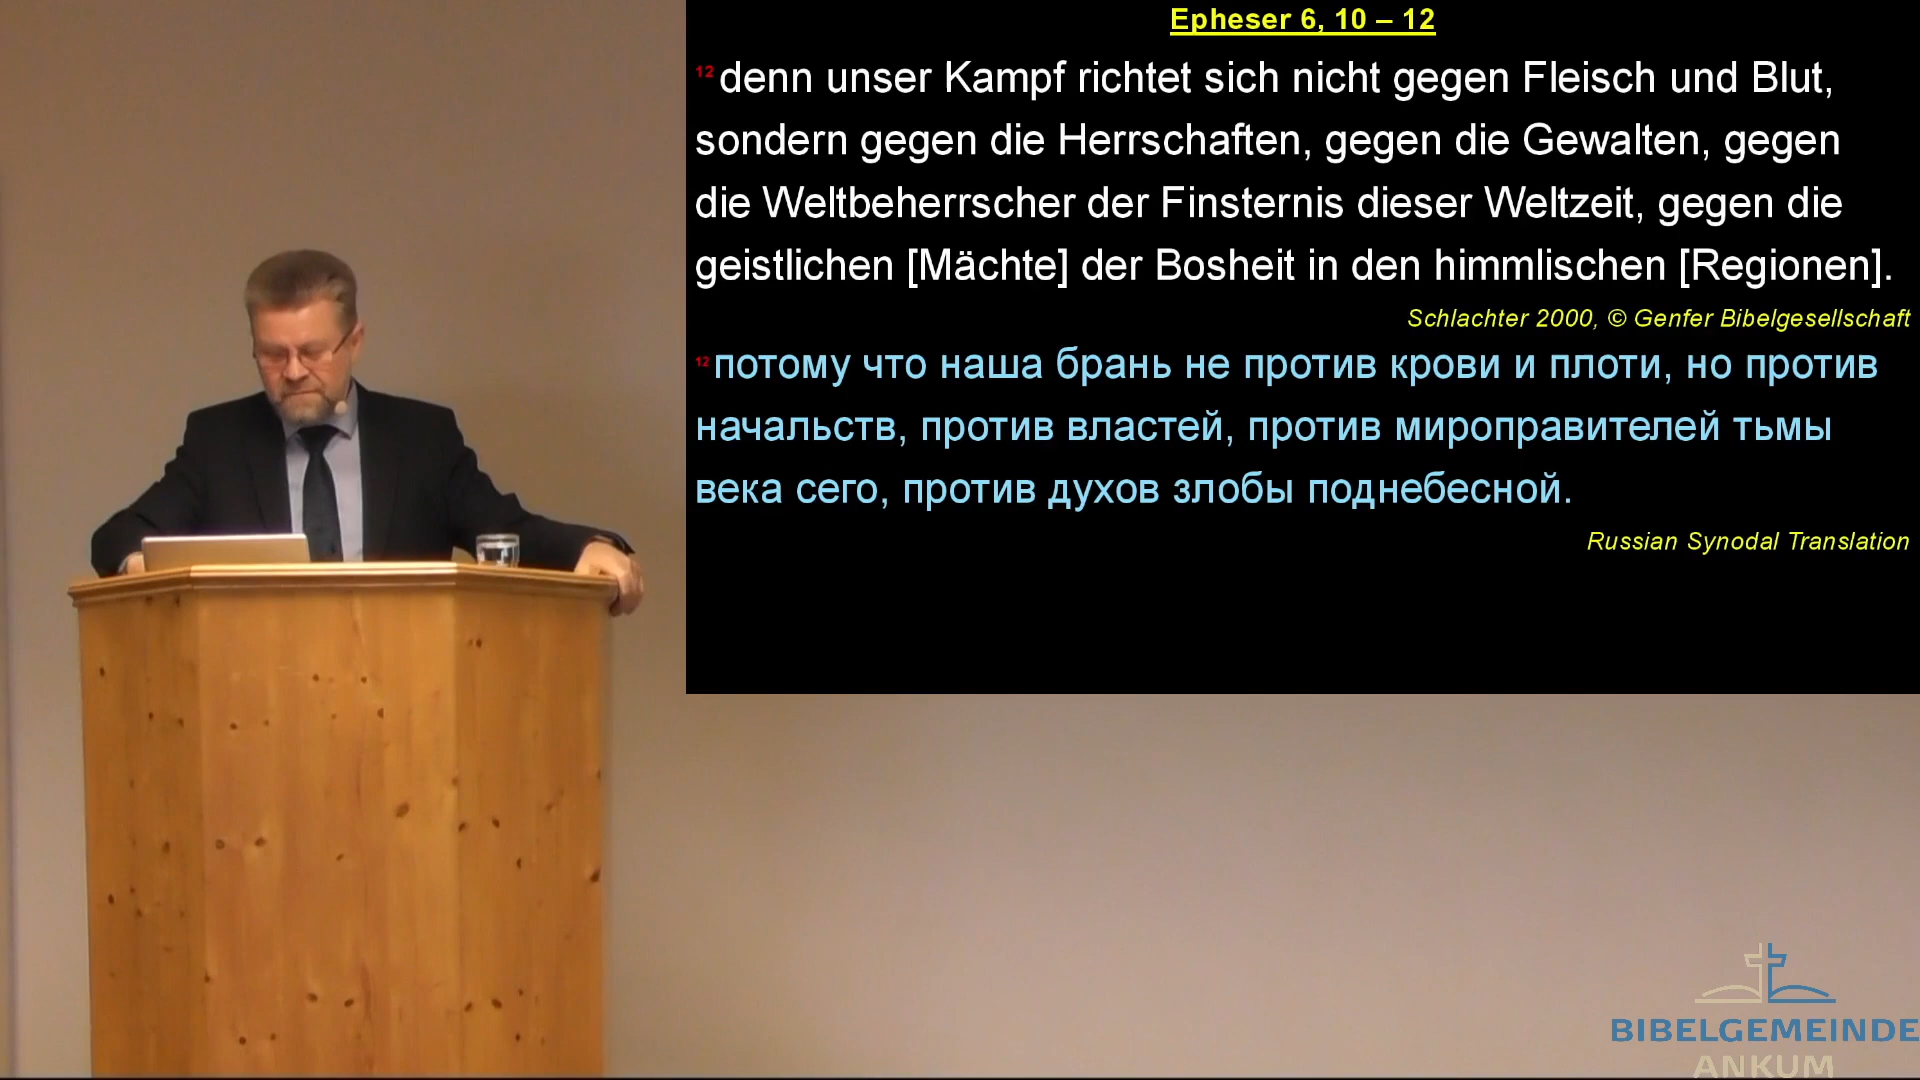 Epheser 6, 10 – 12
12 denn unser Kampf richtet sich nicht gegen Fleisch und Blut,
sondern gegen die Herrschaften, gegen die Gewalten, gegen
die Weltbeherrscher der Finsternis dieser Weltzeit, gegen die
geistlichen [Mächte] der Bosheit in den himmlischen [Regionen].
Schlachter 2000, © Genfer Bibelgesellschaft
12 потому что наша брань не против крови и плоти, но против
начальств, против властей, против мироправителей тьмы
века сего, против духов злобы поднебесной.
Russian Synodal Translation
BIBELGEMEINDE
ANKUM